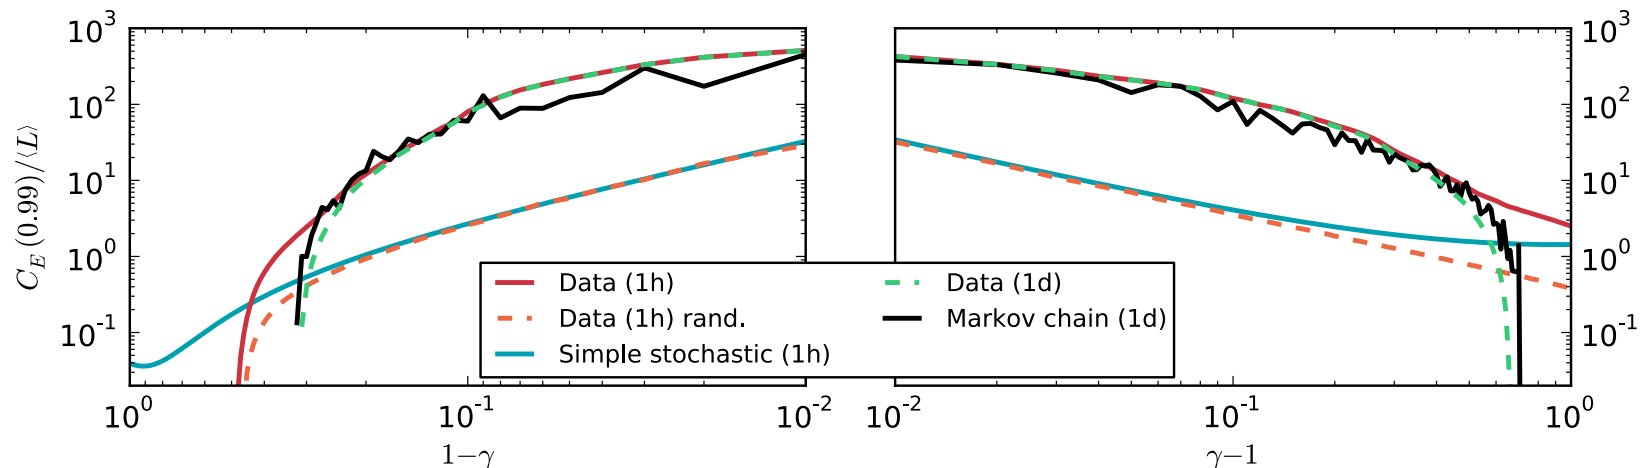 10^3
10^2
10^1
10^0
10^-1
C_E(0.99)/⟨L⟩
10^0
10^-1
10^-2
1−γ
10^3
10^2
10^1
10^0
10^-1
10^-2
10^-1
10^0
γ−1
Data (1h)
Data (1h) rand.
Simple stochastic (1h)
Data (1d)
Markov chain (1d)